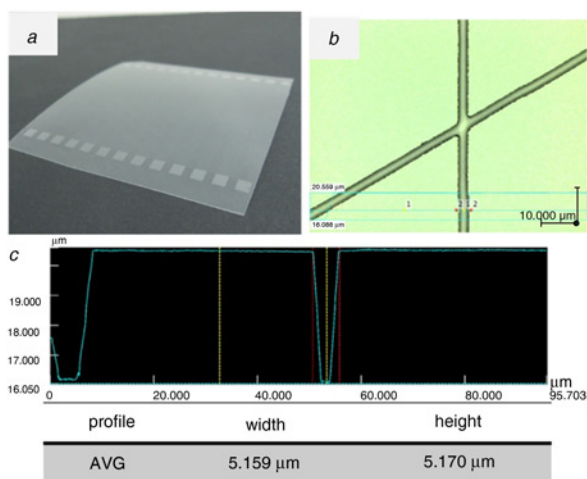 a
b
20.559 µm
1
2
2
16.088 µm
10.000 µm
c
µm
19.000
18.000
17.000
16.050
0
20.000
40.000
60.000
80.000
95.703
µm
profile width height
AVG 5.159 µm 5.170 µm